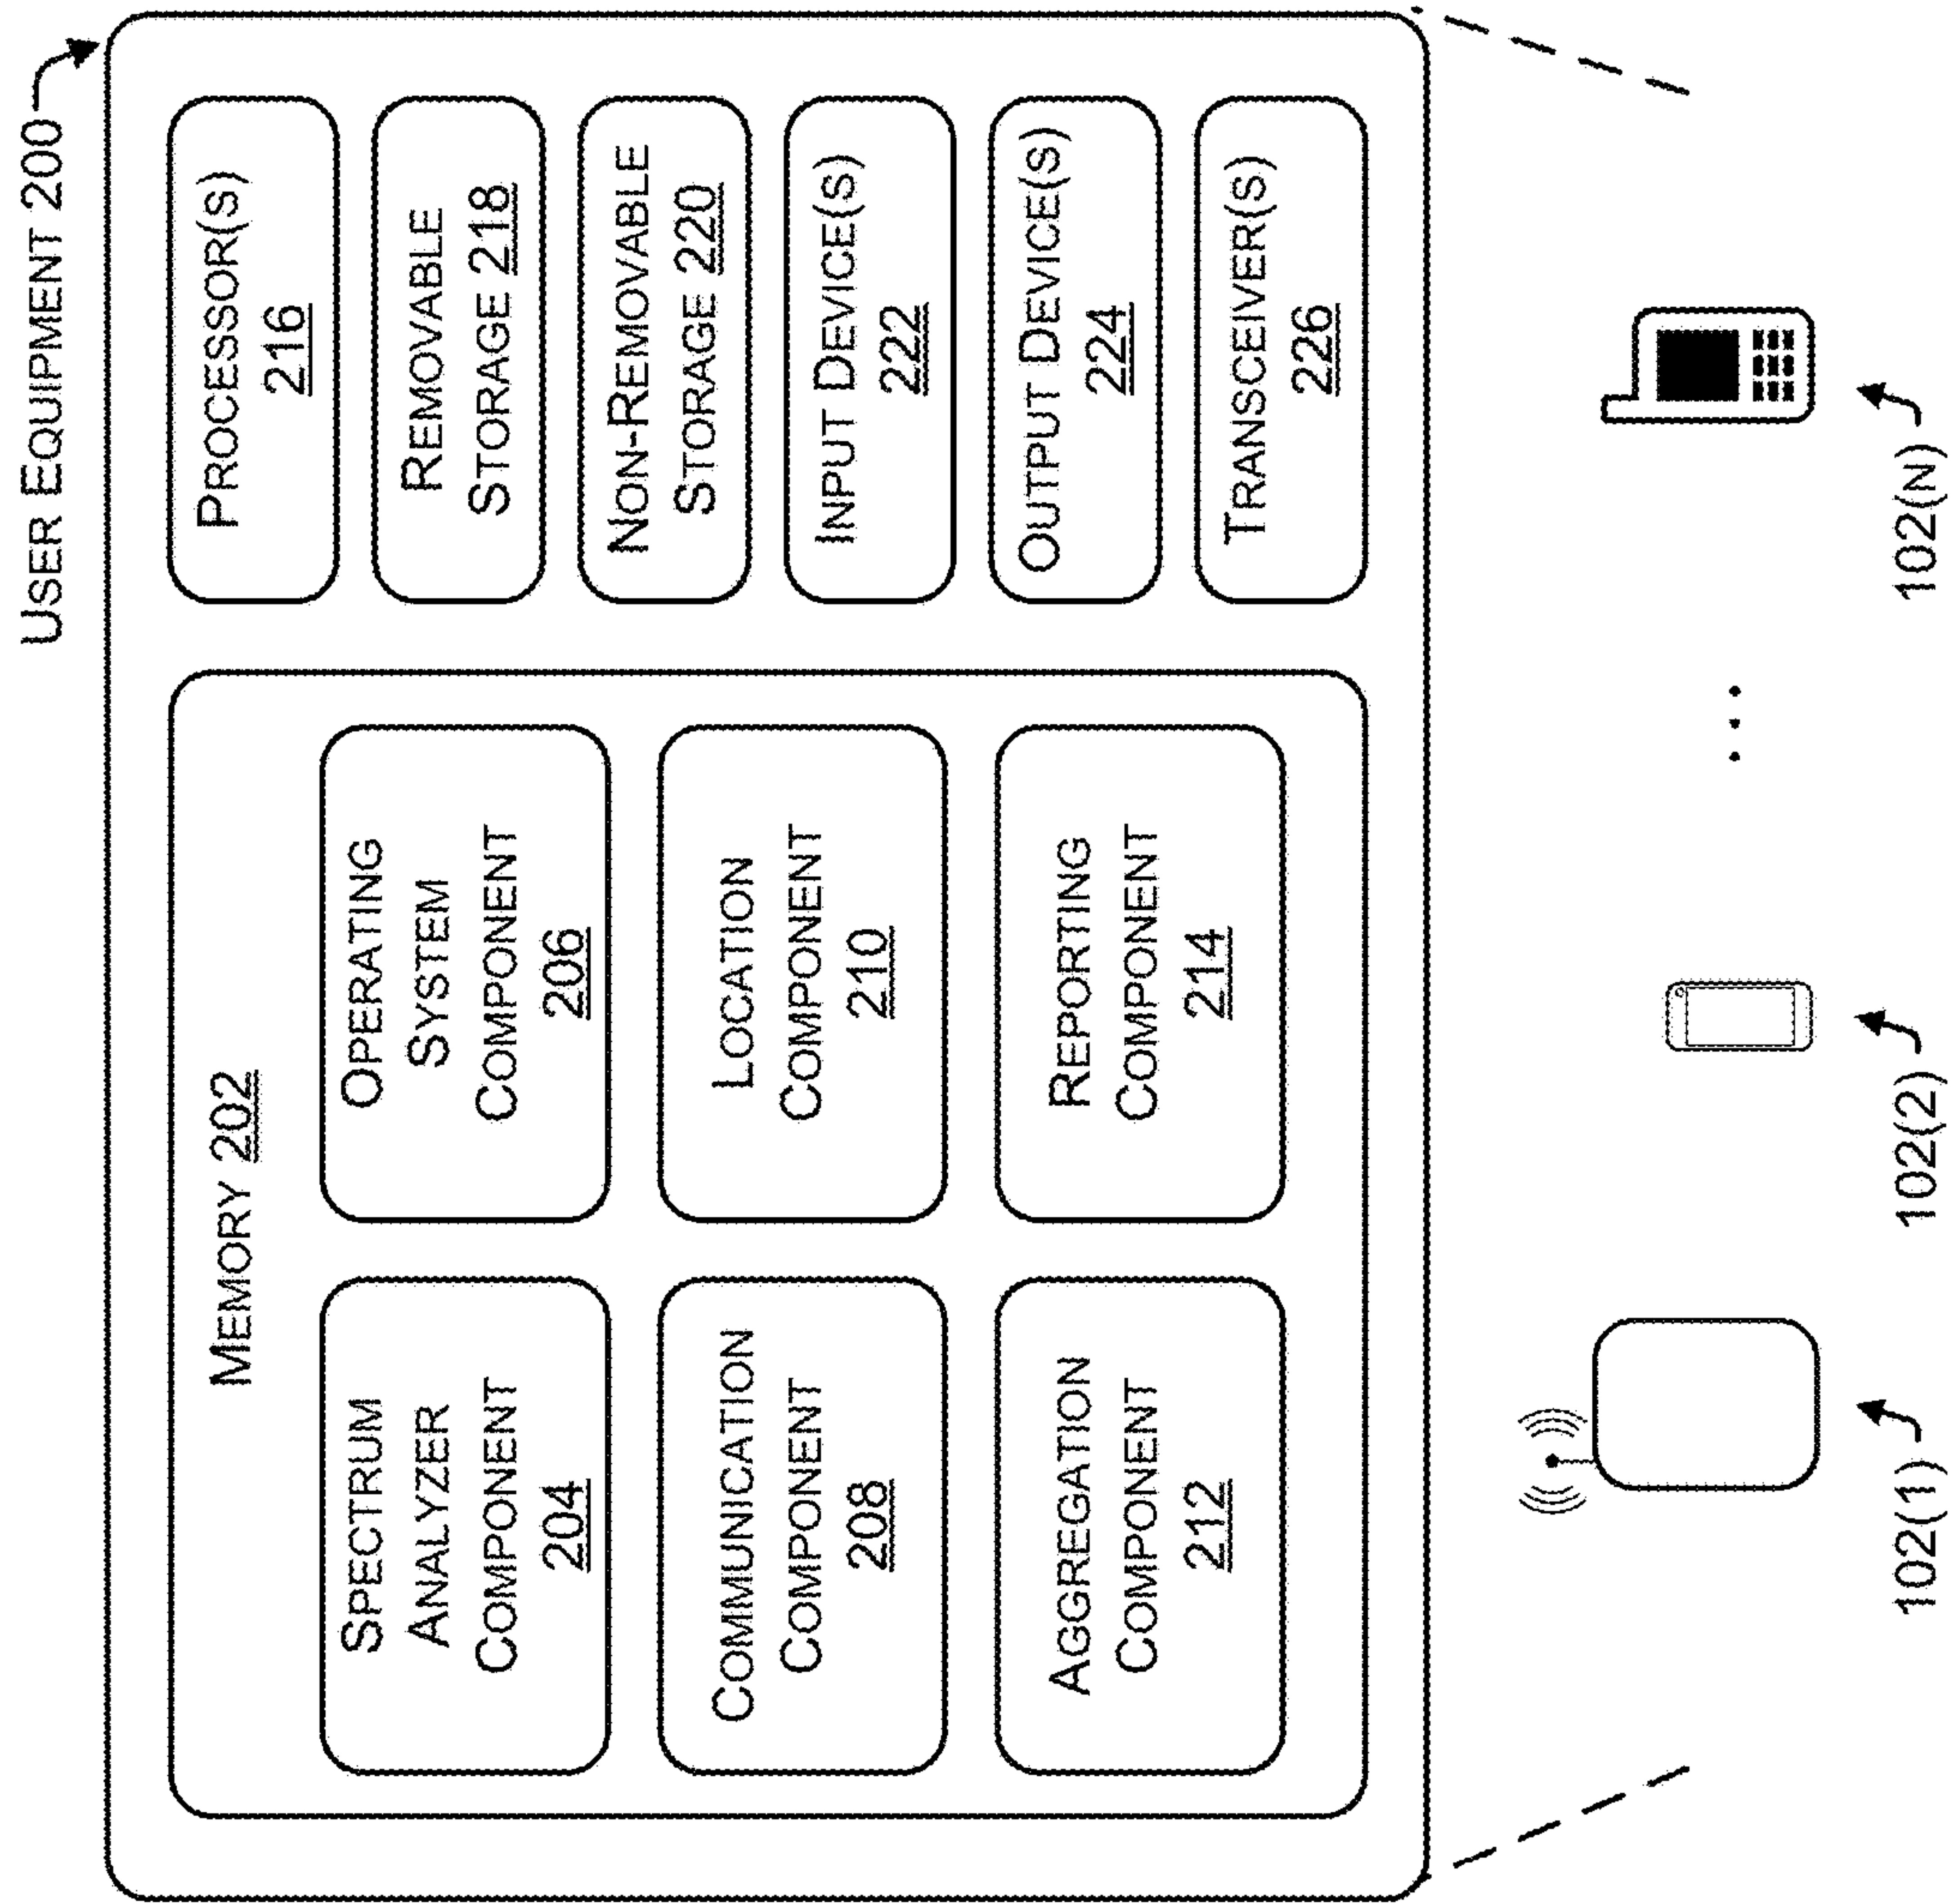 USER EQUIPMENT 200
MEMORY 202
SPECTRUM
ANALYZER
COMPONENT
204
OPERATING
SYSTEM
COMPONENT
206
COMMUNICATION
COMPONENT
208
LOCATION
COMPONENT
210
AGGREGATION
COMPONENT
212
REPORTING
COMPONENT
214
PROCESSOR(S)
216
REMOVABLE
STORAGE 218
NON-REMOVABLE
STORAGE 220
INPUT DEVICE(S)
222
OUTPUT DEVICE(S)
224
TRANSCEIVER(S)
226
...
102(1)
102(2)
102(N)